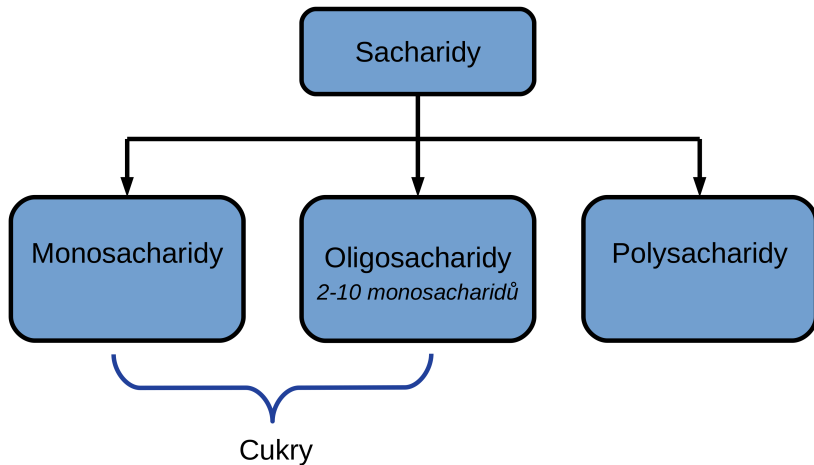 Sacharidy
Monosacharidy
Oligosacharidy
2-10 monosacharidů
Polysacharidy
Cukry